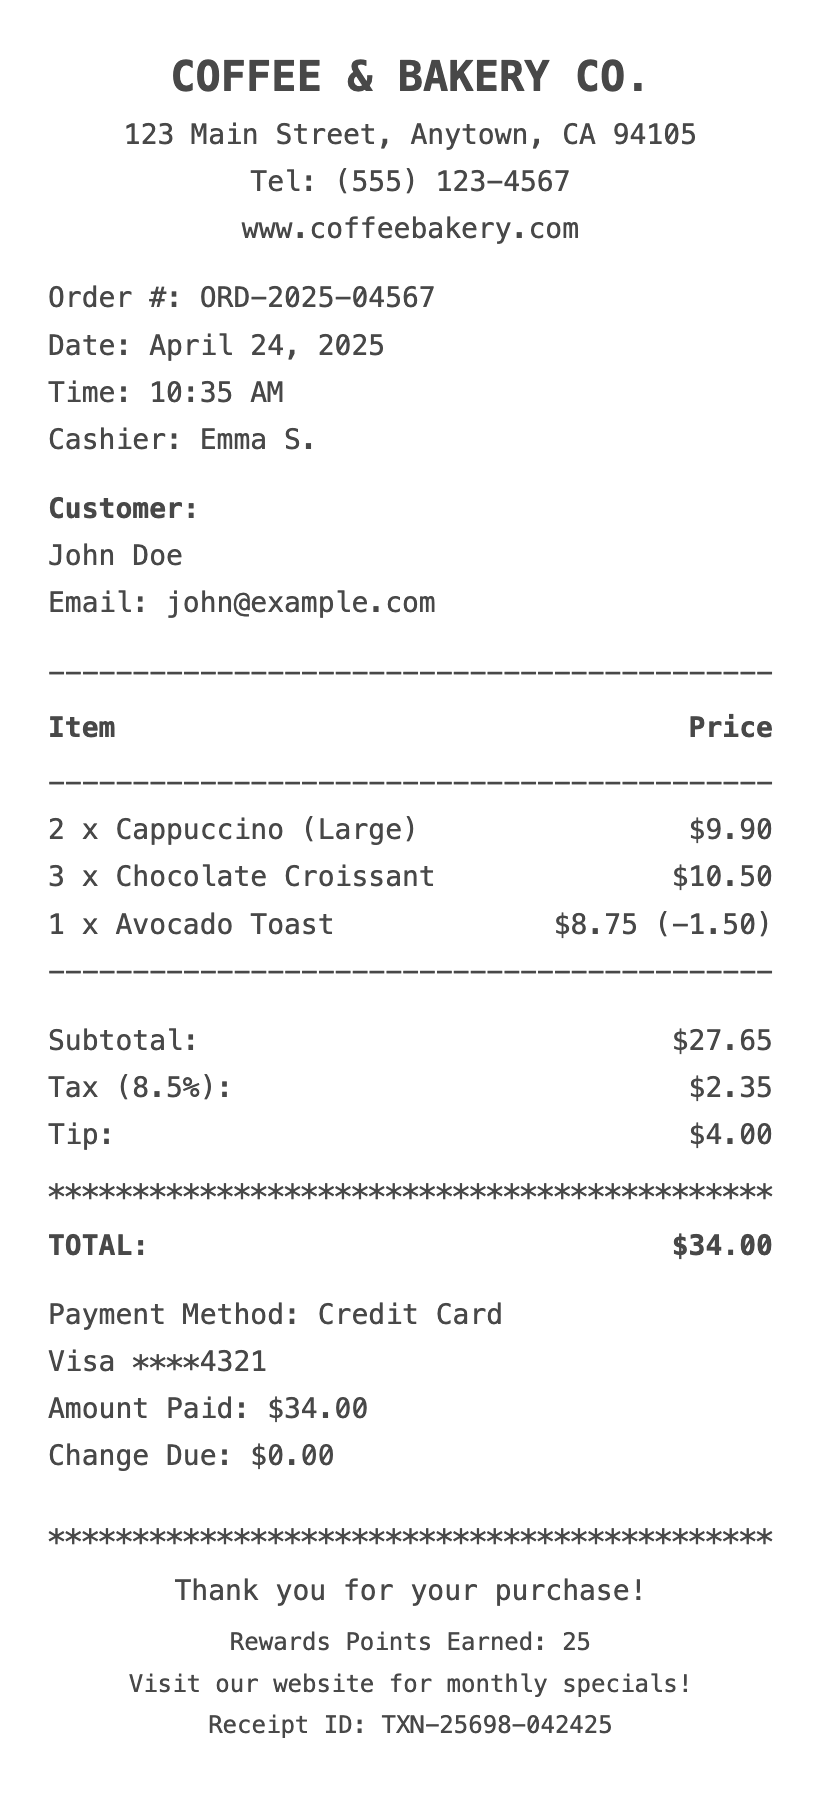 COFFEE & BAKERY CO.
123 Main Street, Anytown, CA 94105
Tel: (555) 123-4567
www.coffeebakery.com
Order #: ORD-2025-04567
Date: April 24, 2025
Time: 10:35 AM
Cashier: Emma S.
Customer:
John Doe
Email: john@example.com
-------------------------------------------
Item Price
-------------------------------------------
2 x Cappuccino (Large) $9.90
3 x Chocolate Croissant $10.50
1 x Avocado Toast $8.75 (-1.50)
-------------------------------------------
Subtotal: $27.65
Tax (8.5%): $2.35
Tip: $4.00
*******************************************
TOTAL: $34.00
Payment Method: Credit Card
Visa ****4321
Amount Paid: $34.00
Change Due: $0.00
*******************************************
Thank you for your purchase!
Rewards Points Earned: 25
Visit our website for monthly specials!
Receipt ID: TXN-25698-042425